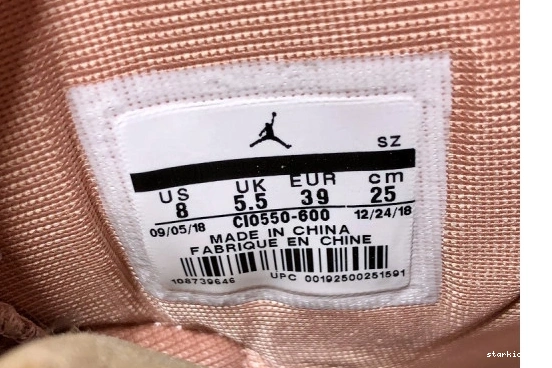 SZ
US UK EUR cm
8 5.5 39 25
09/05/18 CI0550-600 12/24/18
MADE IN CHINA
FABRIQUE EN CHINE
108739646 UPC 00192500251591